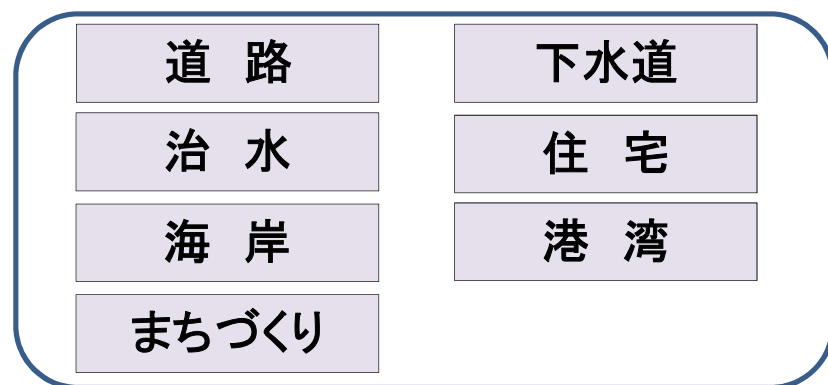 道 路
治 水
海 岸
まちづくり
下水道
住 宅
港 湾